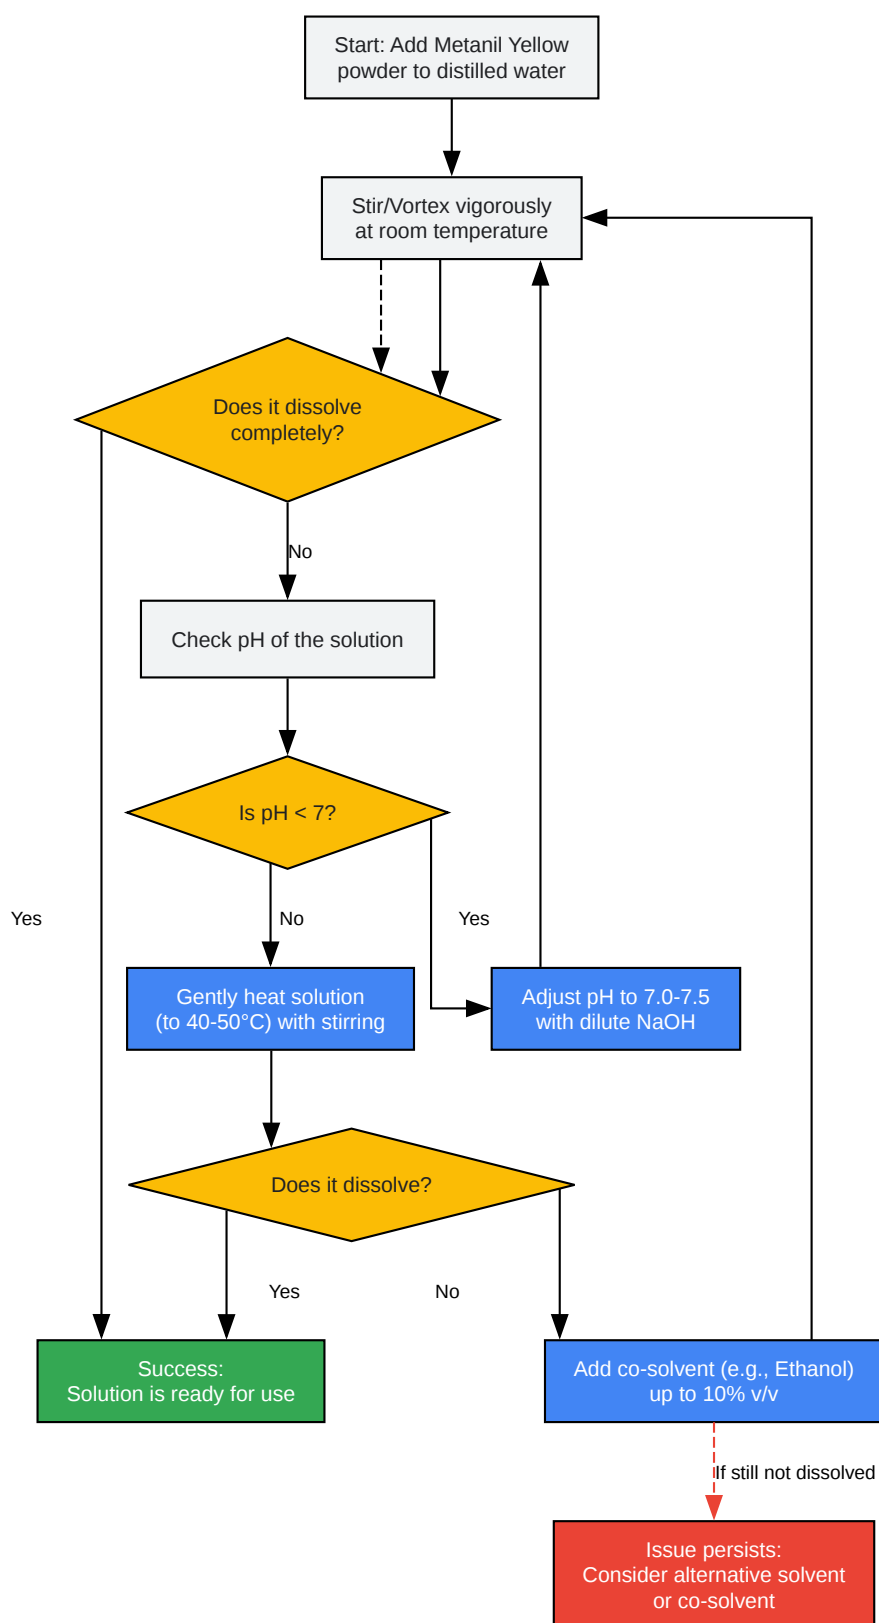 Start: Add Metanil Yellow
powder to distilled water
Stir/Vortex vigorously
at room temperature
Does it dissolve
completely?
No
Check pH of the solution
Is pH < 7?
Yes
No
Yes
Gently heat solution
(to 40-50°C) with stirring
Adjust pH to 7.0-7.5
with dilute NaOH
Does it dissolve?
Yes
No
Success:
Solution is ready for use
Add co-solvent (e.g., Ethanol)
up to 10% v/v
If still not dissolved
Issue persists:
Consider alternative solvent
or co-solvent